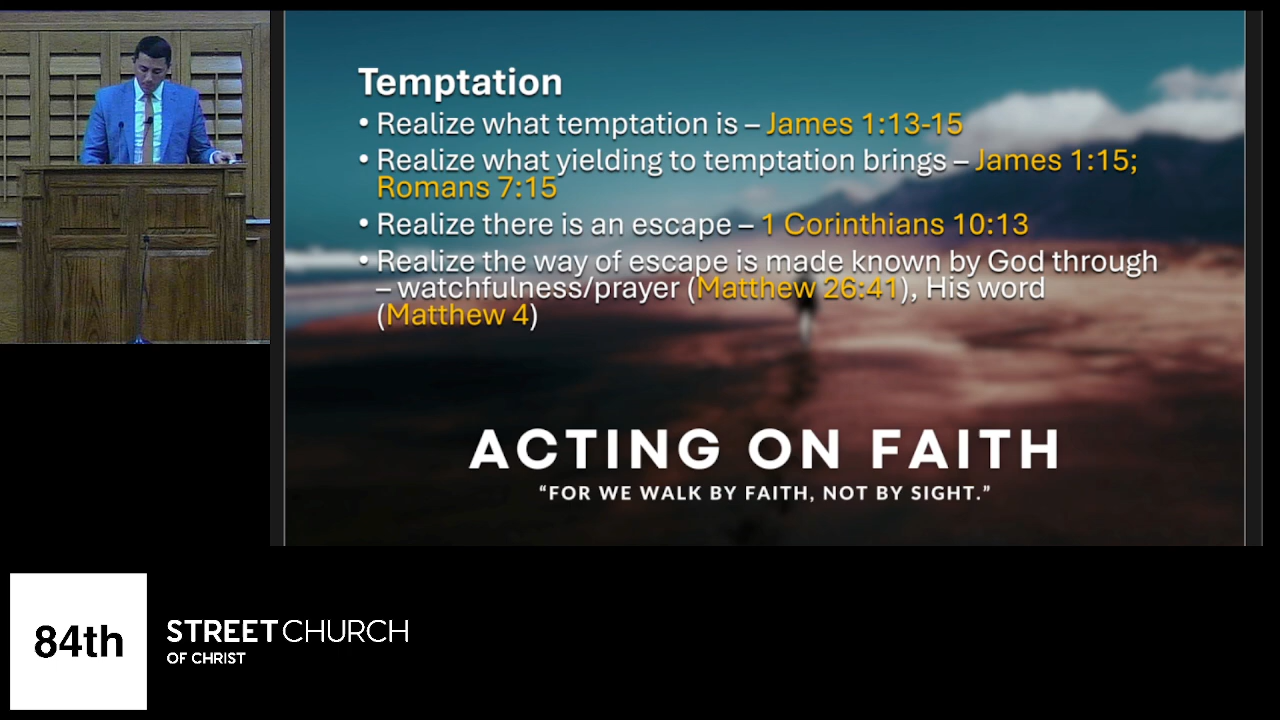 Temptation
• Realize what temptation is – James 1:13-15
• Realize what yielding to temptation brings – James 1:15;
Romans 7:15
• Realize there is an escape – 1 Corinthians 10:13
• Realize the way of escape is made known by God through
– watchfulness/prayer (Matthew 26:41), His word
(Matthew 4)
ACTING ON FAITH
“FOR WE WALK BY FAITH, NOT BY SIGHT.”
84th
STREET CHURCH
OF CHRIST